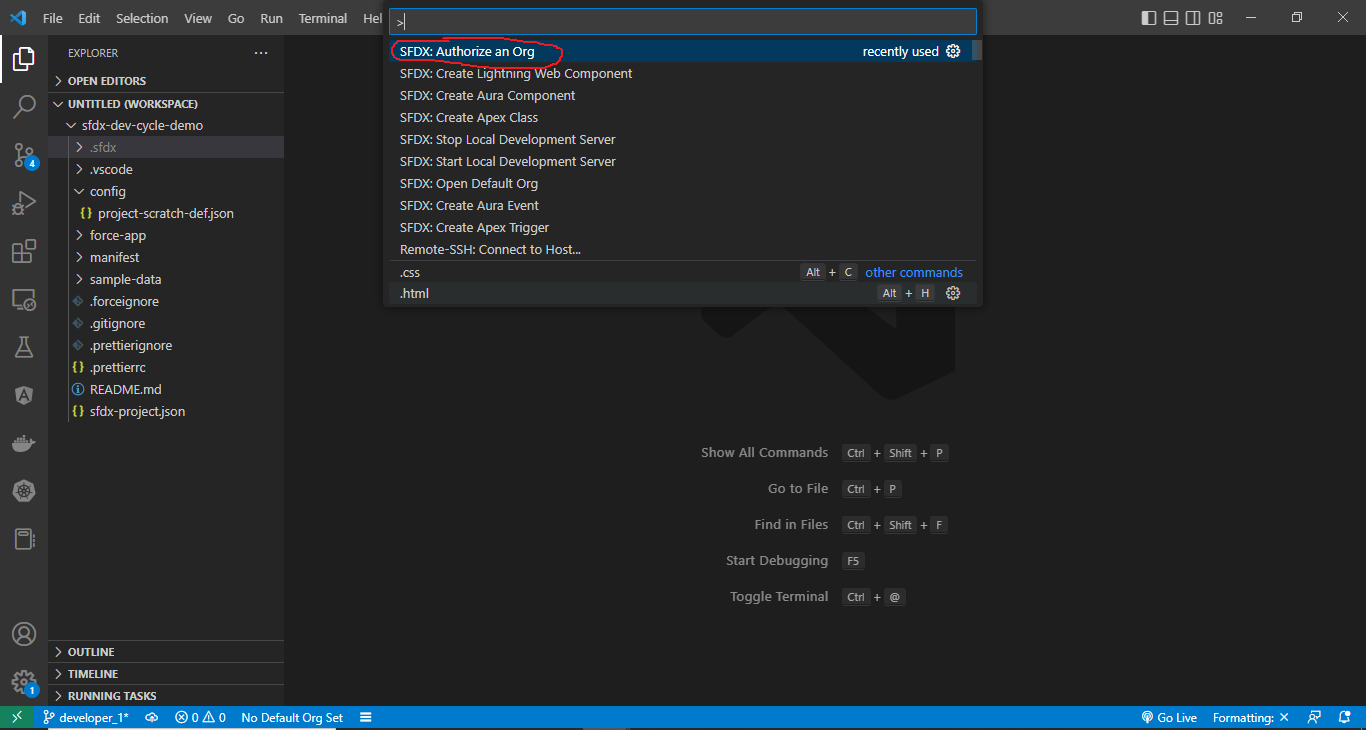 File Edit Selection View Go Run Terminal Hel
>
SFDX: Authorize an Org recently used
SFDX: Create Lightning Web Component
SFDX: Create Aura Component
SFDX: Create Apex Class
SFDX: Stop Local Development Server
SFDX: Start Local Development Server
SFDX: Open Default Org
SFDX: Create Aura Event
SFDX: Create Apex Trigger
Remote-SSH: Connect to Host...
.css Alt + C other commands
.html Alt + H
EXPLORER ...
OPEN EDITORS
UNTITLED (WORKSPACE)
sfdx-dev-cycle-demo
.sfdx
.vscode
config
{} project-scratch-def.json
force-app
manifest
sample-data
.forceignore
.gitignore
.prettierignore
{} .prettierrc
README.md
{} sfdx-project.json
4
1
Show All Commands Ctrl + Shift + P
Go to File Ctrl + P
Find in Files Ctrl + Shift + F
Start Debugging F5
Toggle Terminal Ctrl + @
OUTLINE
TIMELINE
RUNNING TASKS
developer_1* 0 0 No Default Org Set Go Live Formatting: ×